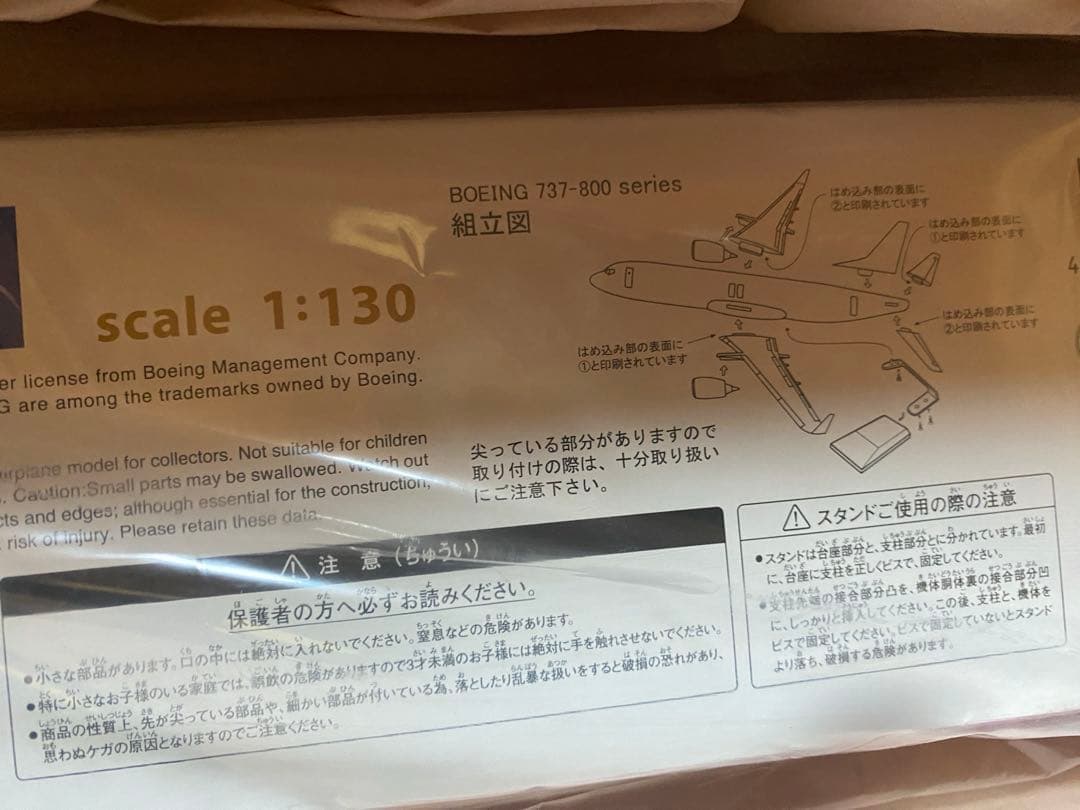 BOEING 737-800 series
組立図
はめ込み部の表面に
②と印刷されています
はめ込み部の表面に
①と印刷されています
はめ込み部の表面に
②と印刷されています
はめ込み部の表面に
①と印刷されています
scale 1:130
er license from Boeing Management Company.
G are among the trademarks owned by Boeing.
rplane model for collectors. Not suitable for children
. Caution:Small parts may be swallowed. Watch out
cts and edges; although essential for the construction,
risk of injury. Please retain these data.
尖っている部分がありますので
取り付けの際は、十分取り扱い
にご注意下さい。
注 意(ちゅうい)
保護者の方へ必ずお読みください。
●小さな部品があります。口の中には絶対に入れないでください。窒息などの危険があります。
●特に小さなお子様のいる家庭では、誤飲の危険がありますので3才未満のお子様には絶対に手を触れさせないでください。
●商品の性質上、先が尖っている部品や、細かい部品が付いている為、落としたり乱暴な扱いをすると破損の恐れがあり、
思わぬケガの原因となりますのでご注意ください。
スタンドご使用の際の注意
●スタンドは台座部分と、支柱部分とに分かれています。最初
に、台座に支柱を正しくビスで、固定してください。
●支柱先端の接合部分凸を、機体胴体裏の接合部分凹
に、しっかりと挿入してください。この後、支柱と、機体を
ビスで固定してください。ビスで固定していないとスタンド
より落ち、破損する危険があります。
4